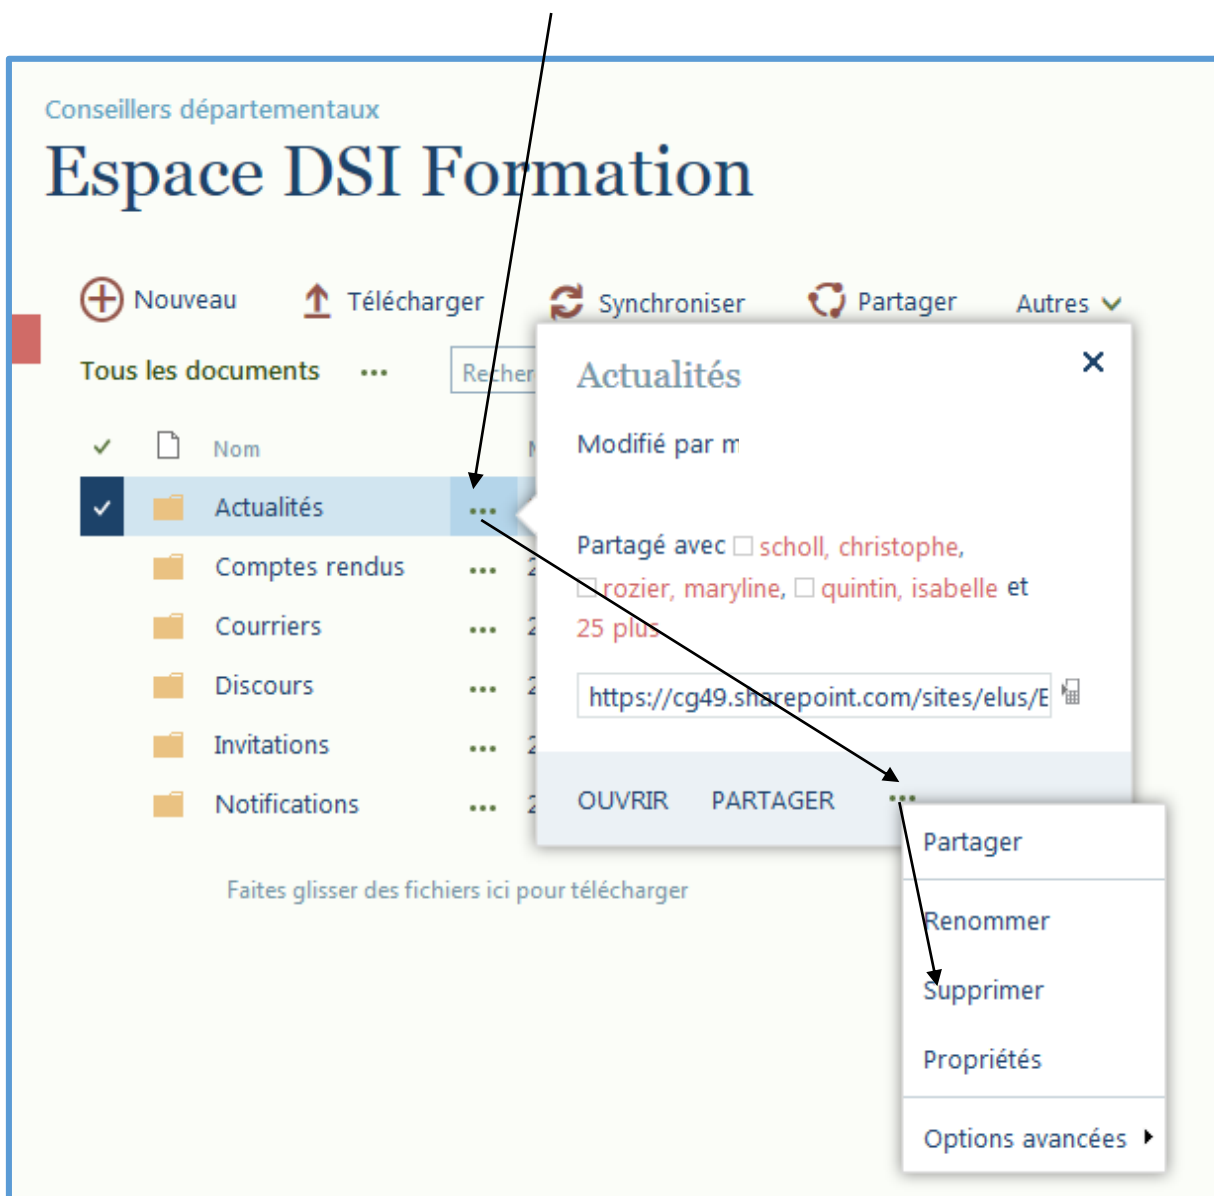 Conseillers départementaux
Espace DSI Formation
Nouveau Télécharger Synchroniser Partager Autres
Tous les documents ...
Actualités
Nom
Modifié par
Actualités ...
Partagé avec scholl, christophe,
Comptes rendus ...
rozier, maryline, quintin, isabelle et
Courriers ...
25 plus
Discours ...
https://cg49.sharepoint.com/sites/elus/E
Invitations ...
Notifications ...
OUVRIR PARTAGER ...
Partager
Faites glisser des fichiers ici pour télécharger
Renommer
Supprimer
Propriétés
Options avancées